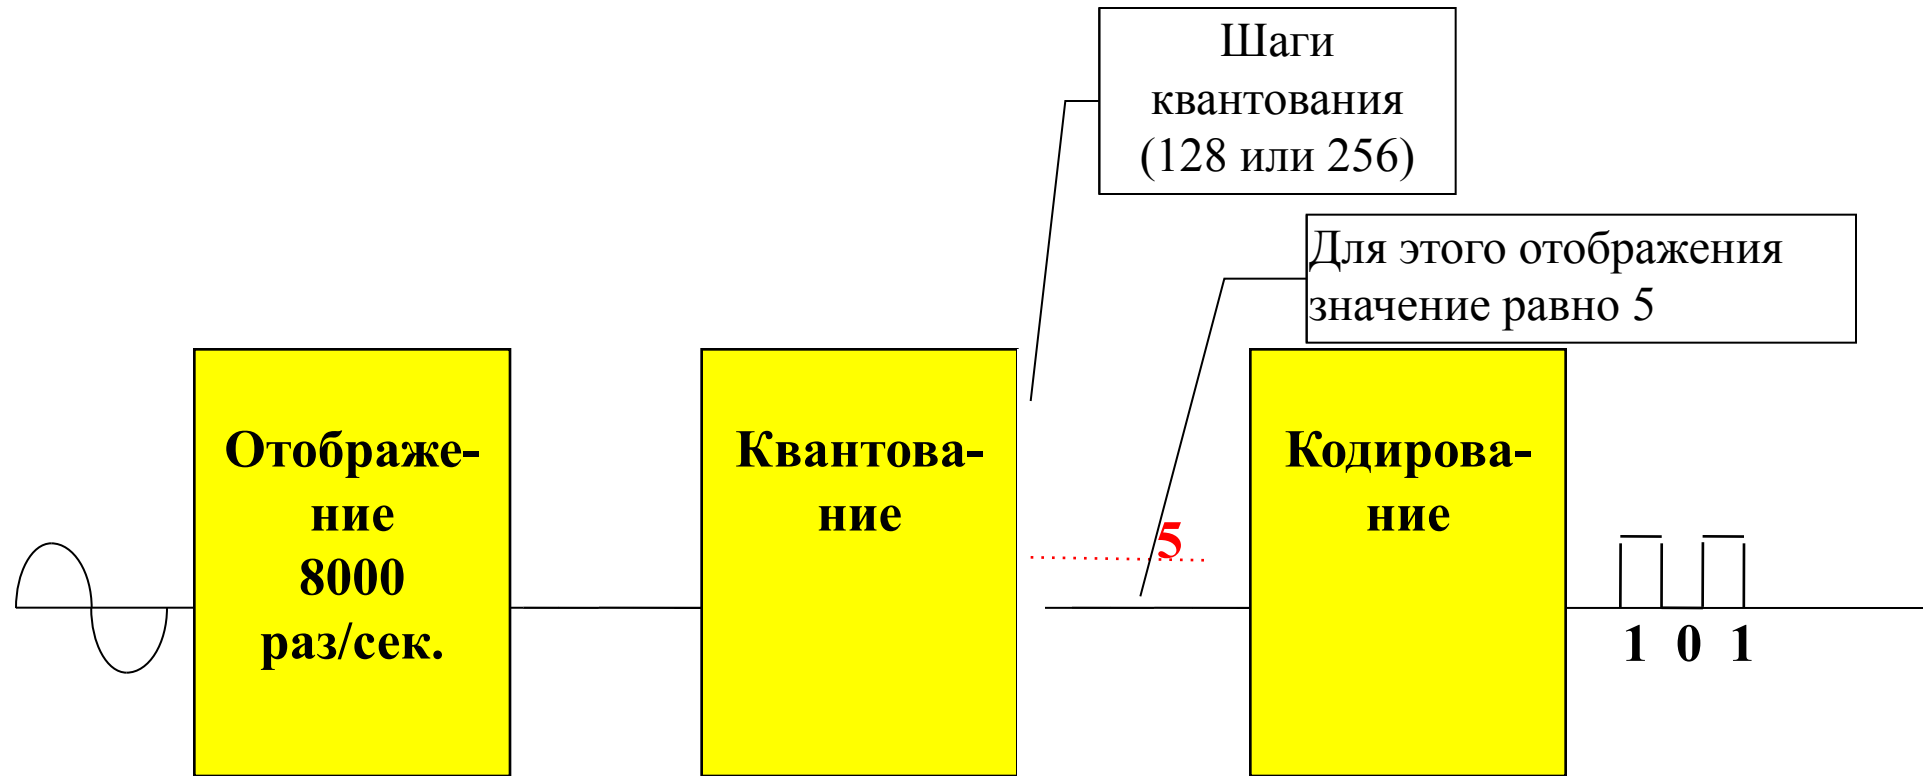 Шаги
квантования
(128 или 256)
Для этого отображения
значение равно 5
Отображе-
ние
8000
раз/сек.
Квантова-
ние
5
Кодирова-
ние
1 0 1